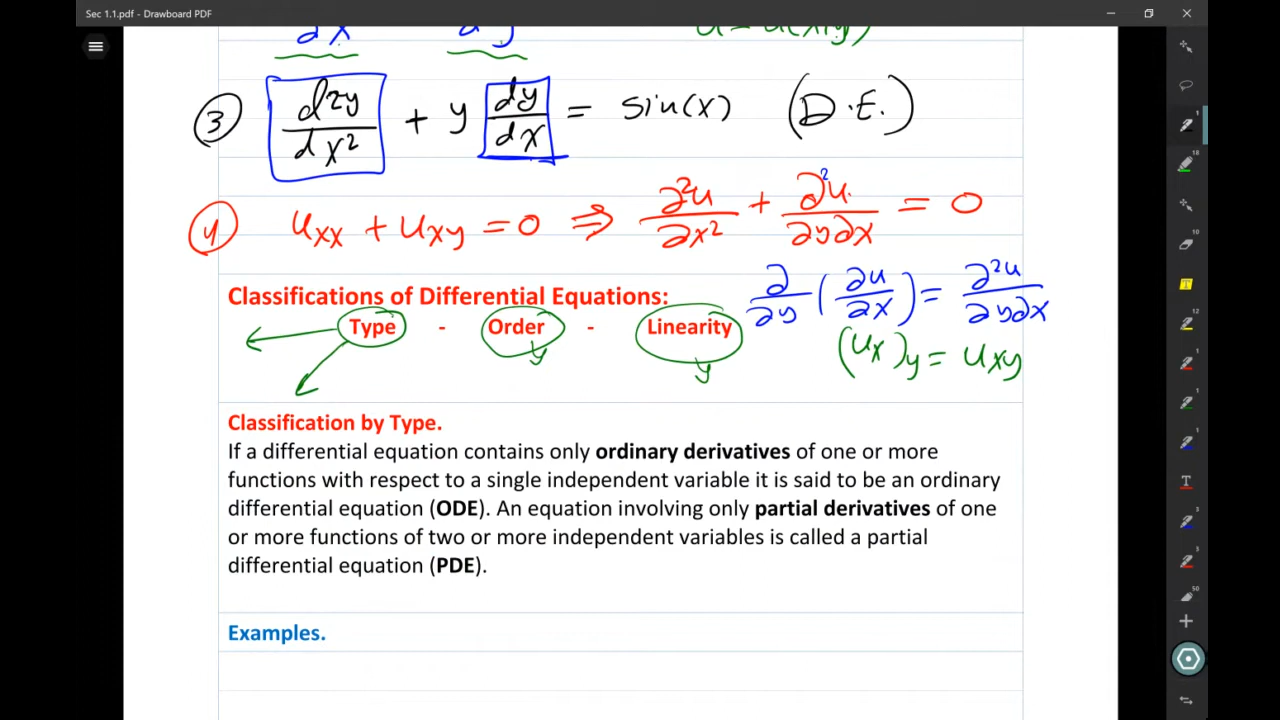 Sec 1.1.pdf - Drawboard PDF
∂x ∂y u = u(x,y)
③ d²y/dx² + y dy/dx = sin(x) (D.E.)
④ uxx + uxy = 0 ⇒ ∂²u/∂x² + ∂²u/∂y∂x = 0
Classifications of Differential Equations:
∂/∂y (∂u/∂x) = ∂²u/∂y∂x
Type - Order - Linearity
y y
(ux)y = uxy
Classification by Type.
If a differential equation contains only ordinary derivatives of one or more
functions with respect to a single independent variable it is said to be an ordinary
differential equation (ODE). An equation involving only partial derivatives of one
or more functions of two or more independent variables is called a partial
differential equation (PDE).
Examples.